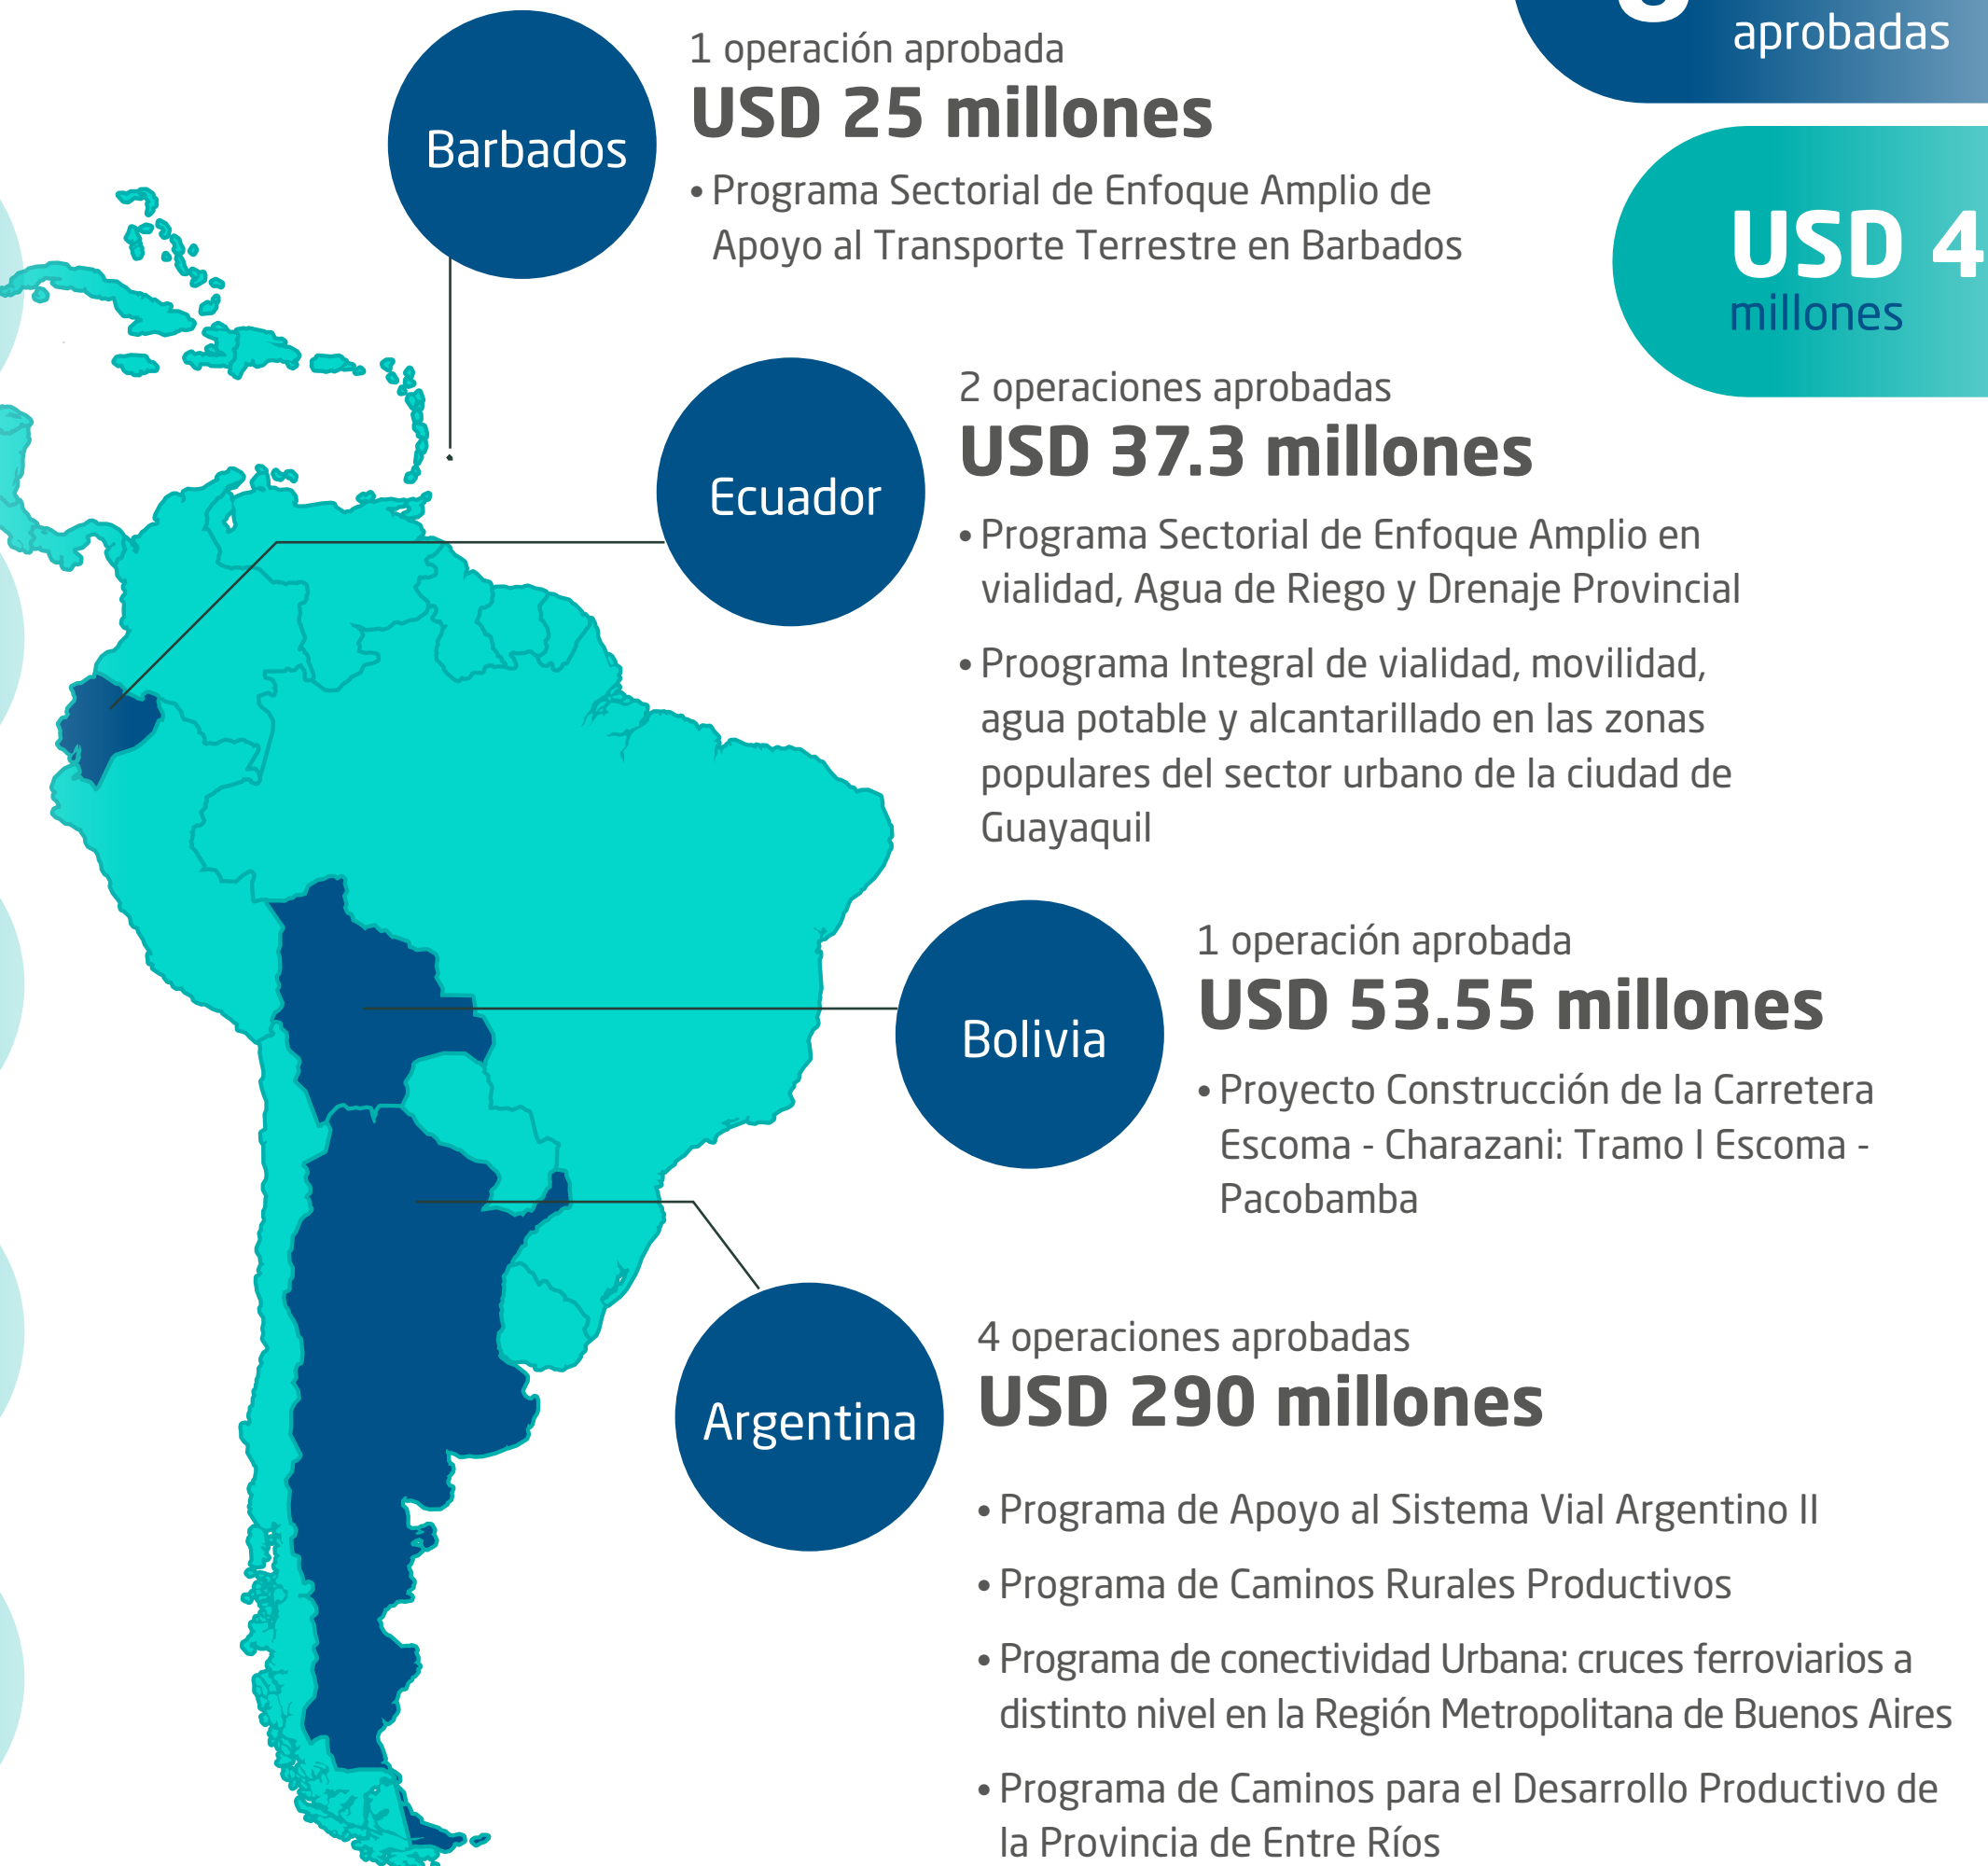 aprobadas
USD 4
millones
Barbados
1 operación aprobada
USD 25 millones
• Programa Sectorial de Enfoque Amplio de
Apoyo al Transporte Terrestre en Barbados
Ecuador
2 operaciones aprobadas
USD 37.3 millones
• Programa Sectorial de Enfoque Amplio en
vialidad, Agua de Riego y Drenaje Provincial
• Proograma Integral de vialidad, movilidad,
agua potable y alcantarillado en las zonas
populares del sector urbano de la ciudad de
Guayaquil
Bolivia
1 operación aprobada
USD 53.55 millones
• Proyecto Construcción de la Carretera
Escoma - Charazani: Tramo I Escoma -
Pacobamba
Argentina
4 operaciones aprobadas
USD 290 millones
• Programa de Apoyo al Sistema Vial Argentino II
• Programa de Caminos Rurales Productivos
• Programa de conectividad Urbana: cruces ferroviarios a
distinto nivel en la Región Metropolitana de Buenos Aires
• Programa de Caminos para el Desarrollo Productivo de
la Provincia de Entre Ríos